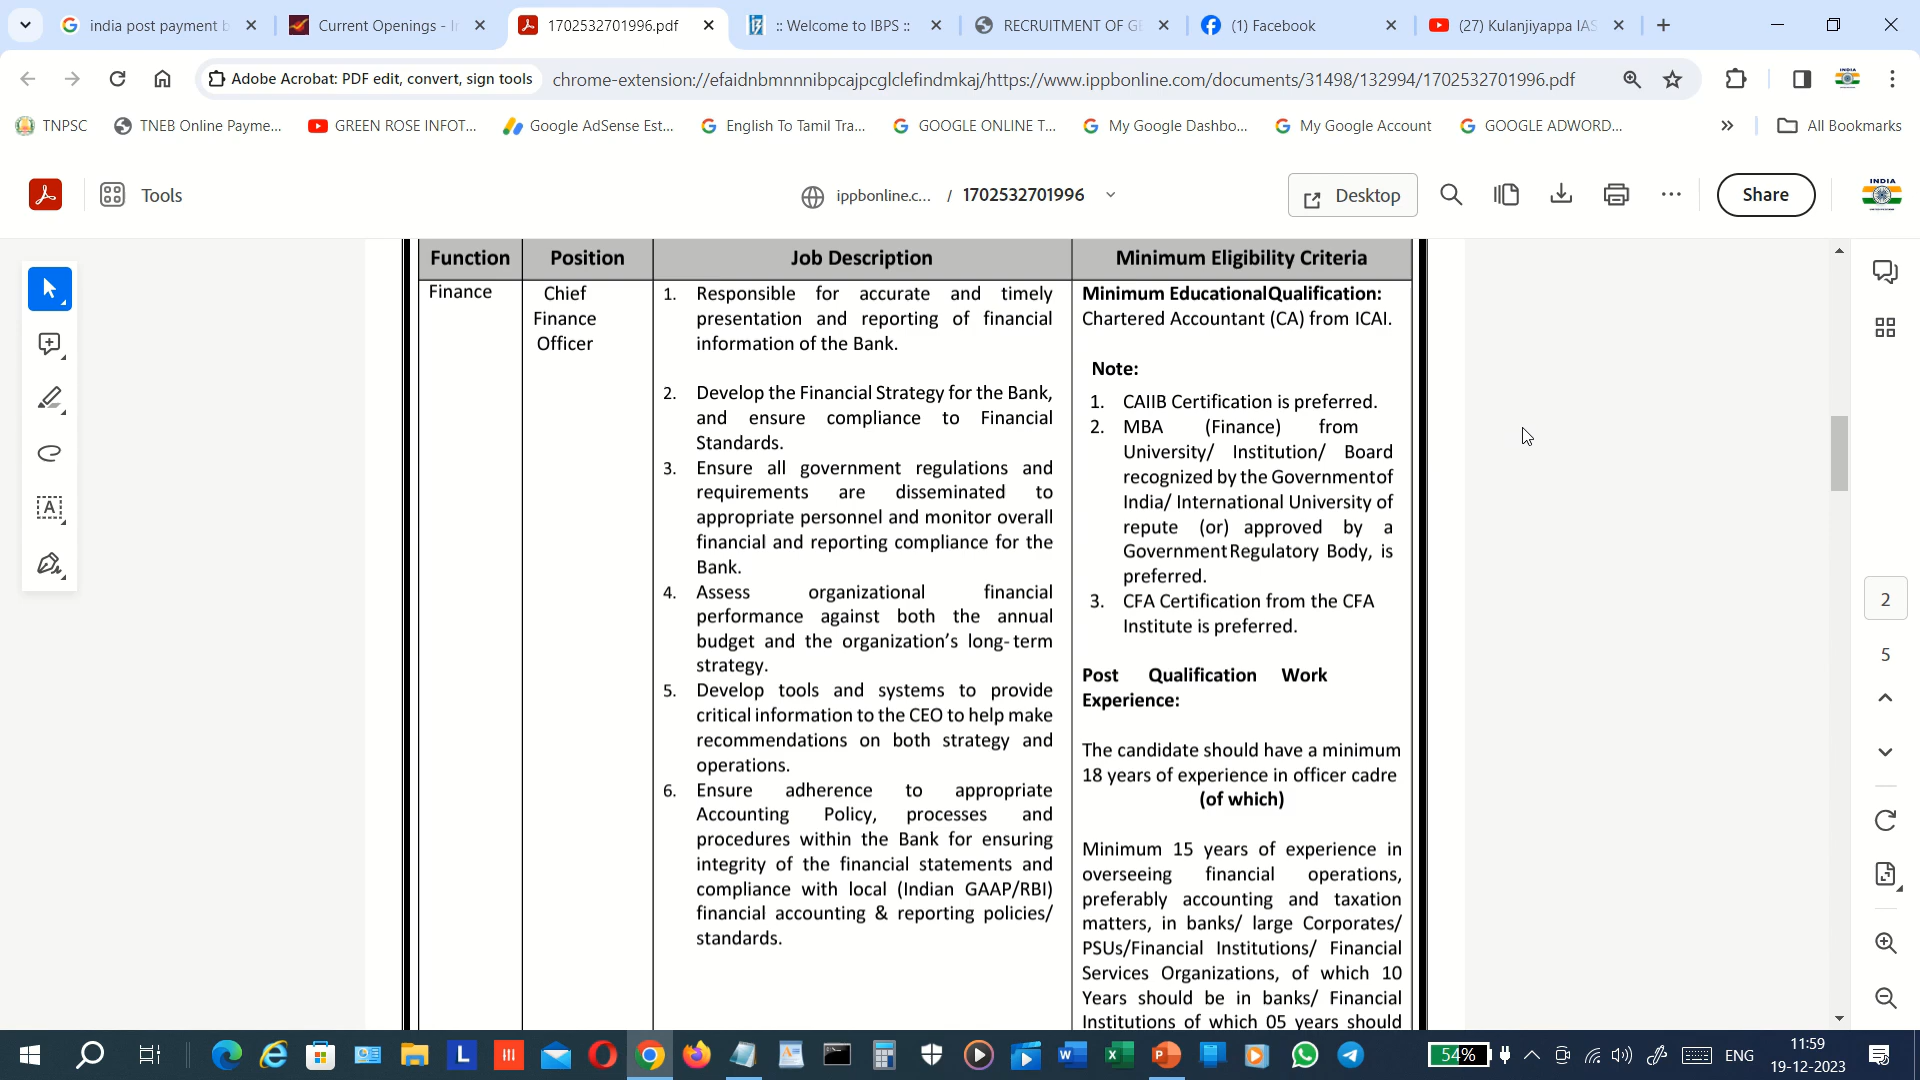 india post payment b
Current Openings - I
1702532701996.pdf
:: Welcome to IBPS ::
RECRUITMENT OF GE
(1) Facebook
(27) Kulanjiyappa IAS
Adobe Acrobat: PDF edit, convert, sign tools
chrome-extension://efaidnbmnnnibpcajpcglclefindmkaj/https://www.ippbonline.com/documents/31498/132994/1702532701996.pdf
TNPSC
TNEB Online Payme...
GREEN ROSE INFOT...
Google AdSense Est...
English To Tamil Tra...
GOOGLE ONLINE T...
My Google Dashbo...
My Google Account
GOOGLE ADWORD...
All Bookmarks
Tools
ippbonline.c... / 1702532701996
Desktop
Share
INDIA
Function
Position
Job Description
Minimum Eligibility Criteria
Finance
Chief
Finance
Officer
1. Responsible for accurate and timely
presentation and reporting of financial
information of the Bank.
2. Develop the Financial Strategy for the Bank,
and ensure compliance to Financial
Standards.
3. Ensure all government regulations and
requirements are disseminated to
appropriate personnel and monitor overall
financial and reporting compliance for the
Bank.
4. Assess organizational financial
performance against both the annual
budget and the organization's long- term
strategy.
5. Develop tools and systems to provide
critical information to the CEO to help make
recommendations on both strategy and
operations.
6. Ensure adherence to appropriate
Accounting Policy, processes and
procedures within the Bank for ensuring
integrity of the financial statements and
compliance with local (Indian GAAP/RBI)
financial accounting & reporting policies/
standards.
Minimum EducationalQualification:
Chartered Accountant (CA) from ICAI.
Note:
1. CAIIB Certification is preferred.
2. MBA (Finance) from
University/ Institution/ Board
recognized by the Governmentof
India/ International University of
repute (or) approved by a
GovernmentRegulatory Body, is
preferred.
3. CFA Certification from the CFA
Institute is preferred.
Post Qualification Work
Experience:
The candidate should have a minimum
18 years of experience in officer cadre
(of which)
Minimum 15 years of experience in
overseeing financial operations,
preferably accounting and taxation
matters, in banks/ large Corporates/
PSUs/Financial Institutions/ Financial
Services Organizations, of which 10
Years should be in banks/ Financial
Institutions of which 05 years should
2
5
54%
ENG
11:59
19-12-2023